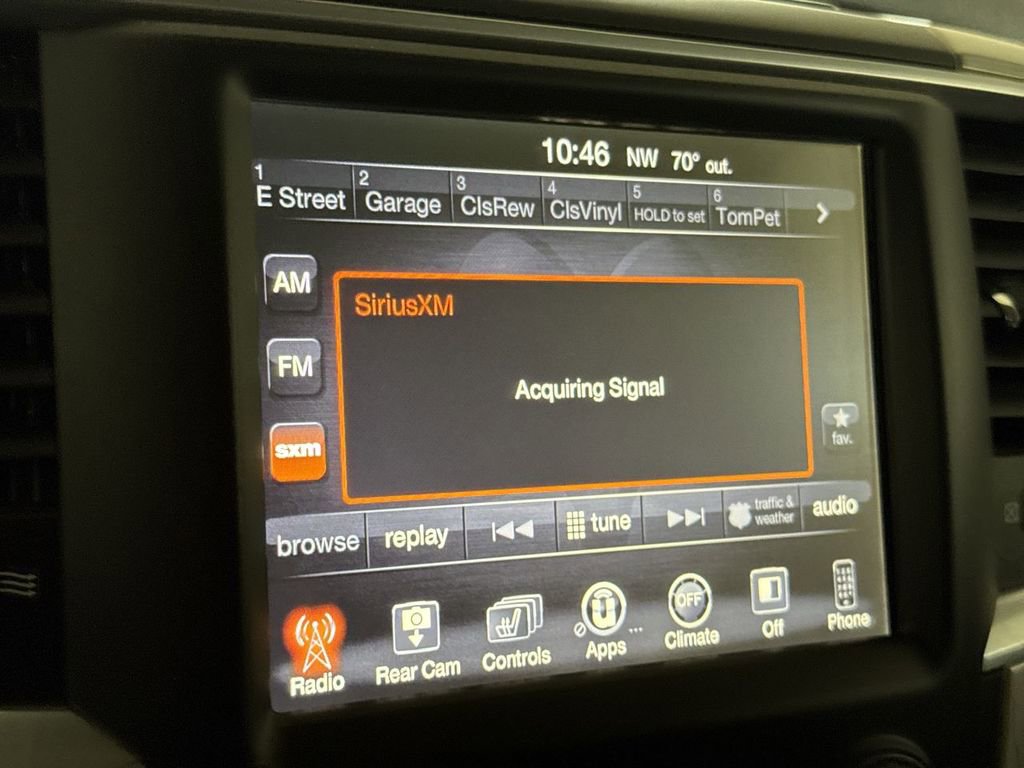 10:46 NW 70° out.
1 2 3 4 5 6
E Street Garage ClsRew ClsVinyl HOLD to set TomPet
AM
SiriusXM
FM
Acquiring Signal
fav.
sxm
browse replay tune traffic & weather audio
OFF
Radio Rear Cam Controls Apps ... Climate Off Phone